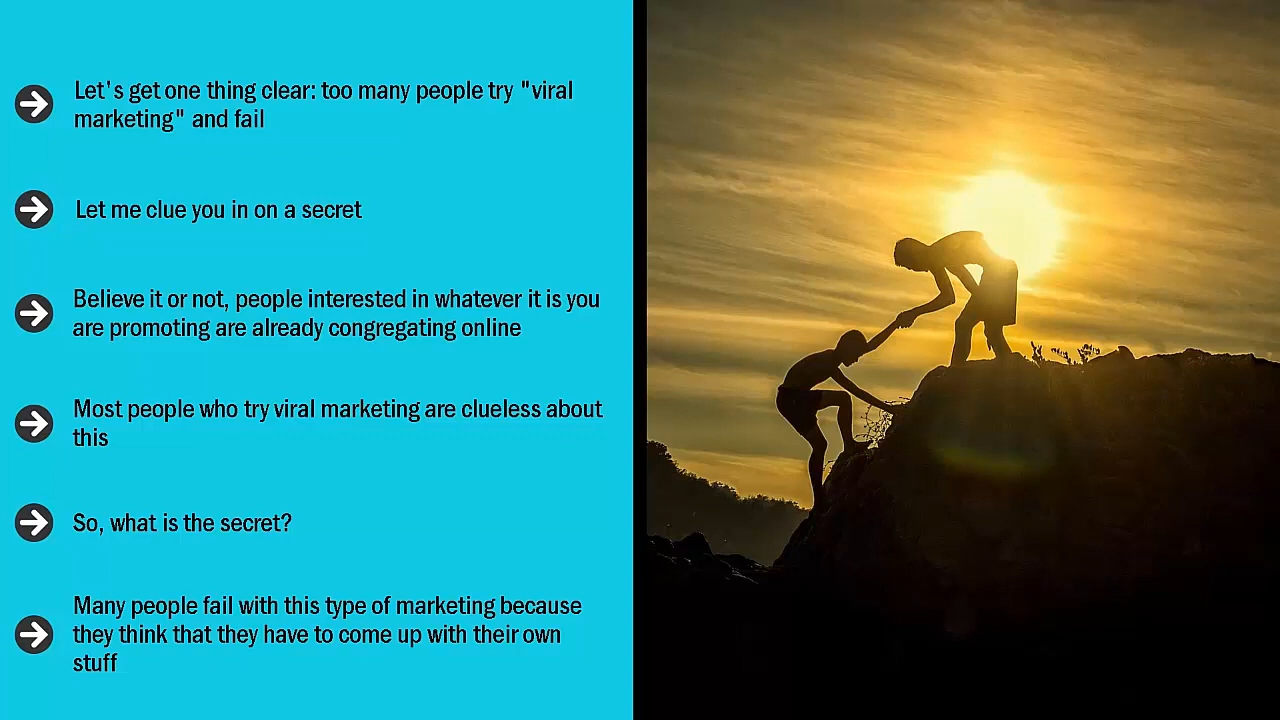 Let's get one thing clear: too many people try "viral
marketing" and fail
Let me clue you in on a secret
Believe it or not, people interested in whatever it is you
are promoting are already congregating online
Most people who try viral marketing are clueless about
this
So, what is the secret?
Many people fail with this type of marketing because
they think that they have to come up with their own
stuff